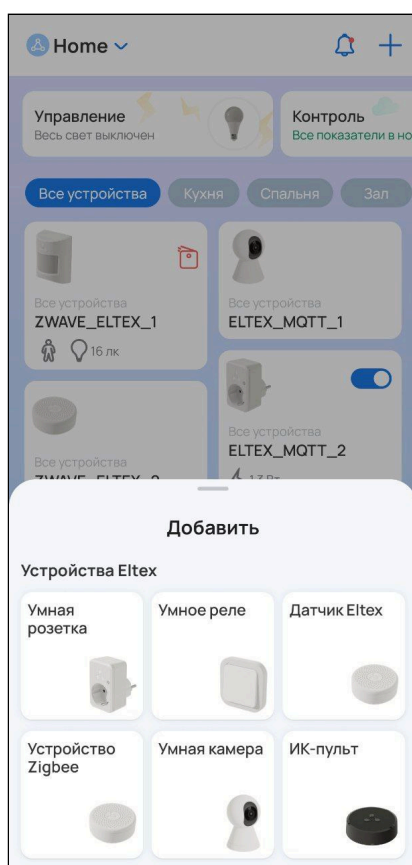 Home
Управление
Весь свет выключен
Контроль
Все показатели в но
Все устройства
Кухня
Спальня
Зал
Все устройства
ZWAVE_ELTEX_1
16 лк
Все устройства
ELTEX_MQTT_1
Все устройства
Все устройства
ELTEX_MQTT_2
Добавить
Устройства Eltex
Умная
розетка
Умное реле
Датчик Eltex
Устройство
Zigbee
Умная камера
ИК-пульт